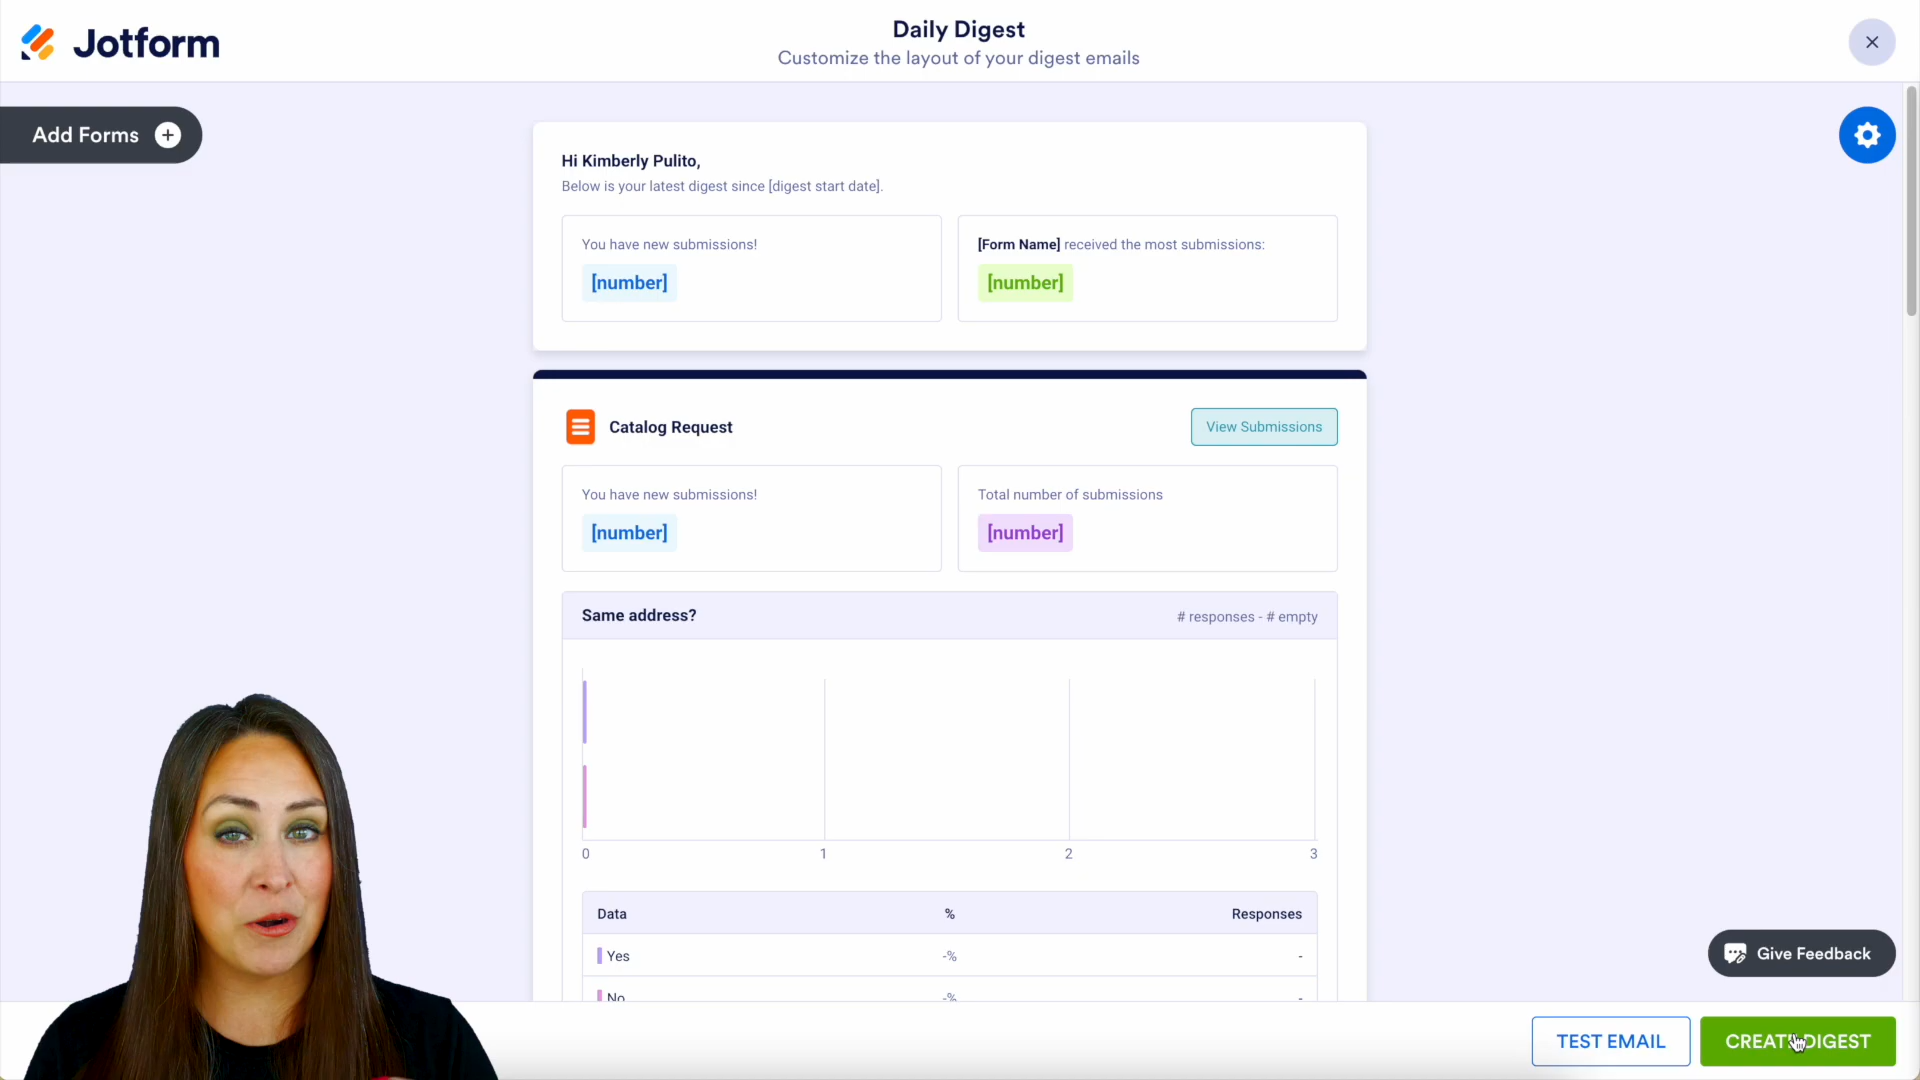 Jotform
Daily Digest
Customize the layout of your digest emails
Add Forms
Hi Kimberly Pulito,
Below is your latest digest since [digest start date].
You have new submissions!
[number]
[Form Name] received the most submissions:
[number]
Catalog Request
View Submissions
You have new submissions!
[number]
Total number of submissions
[number]
Same address?
# responses - # empty
0 1 2 3
Data % Responses
Yes -% -
No -% -
Give Feedback
TEST EMAIL
CREATE DIGEST